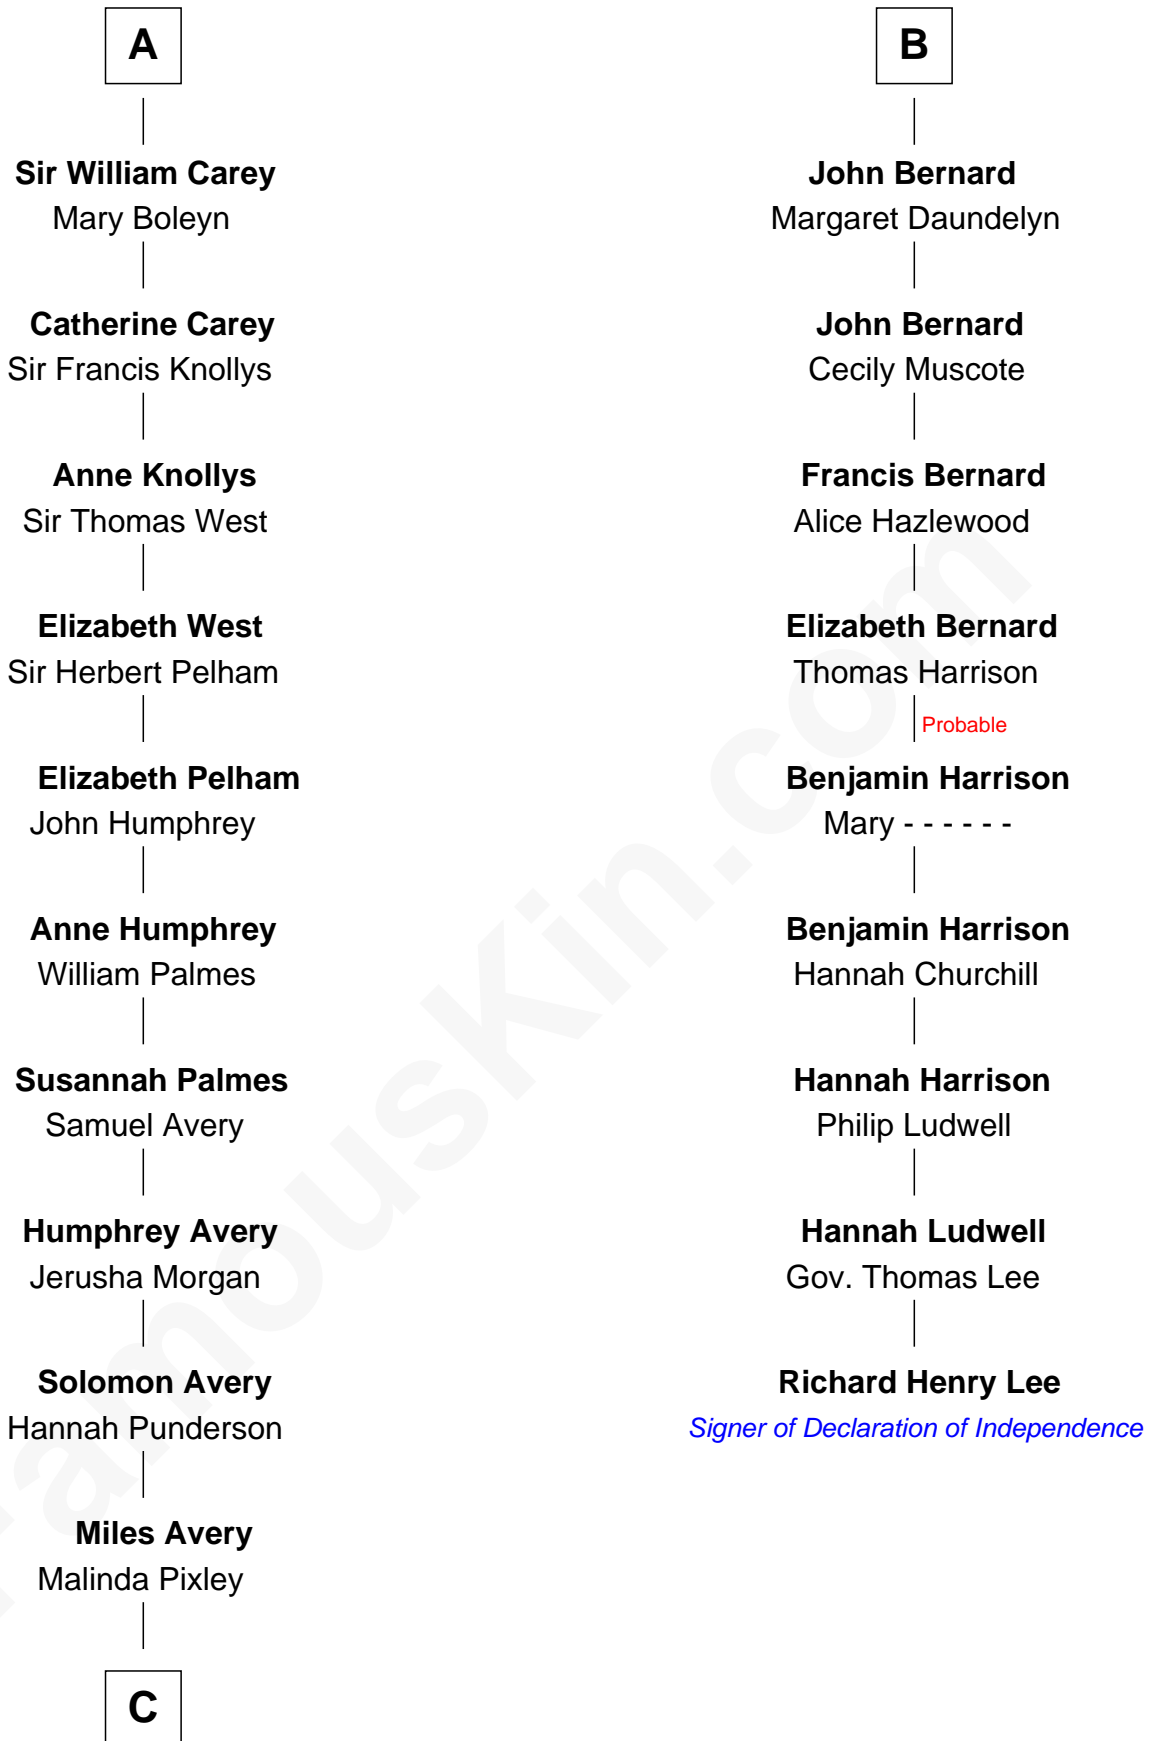 A
Sir William Carey
Mary Boleyn
Catherine Carey
Sir Francis Knollys
Anne Knollys
Sir Thomas West
Elizabeth West
Sir Herbert Pelham
Elizabeth Pelham
John Humphrey
Anne Humphrey
William Palmes
Susannah Palmes
Samuel Avery
Humphrey Avery
Jerusha Morgan
Solomon Avery
Hannah Punderson
Miles Avery
Malinda Pixley
C
B
John Bernard
Margaret Daundelyn
John Bernard
Cecily Muscote
Francis Bernard
Alice Hazlewood
Elizabeth Bernard
Thomas Harrison
Probable
Benjamin Harrison
Mary - - - - - -
Benjamin Harrison
Hannah Churchill
Hannah Harrison
Philip Ludwell
Hannah Ludwell
Gov. Thomas Lee
Richard Henry Lee
Signer of Declaration of Independence
FamousKin.com